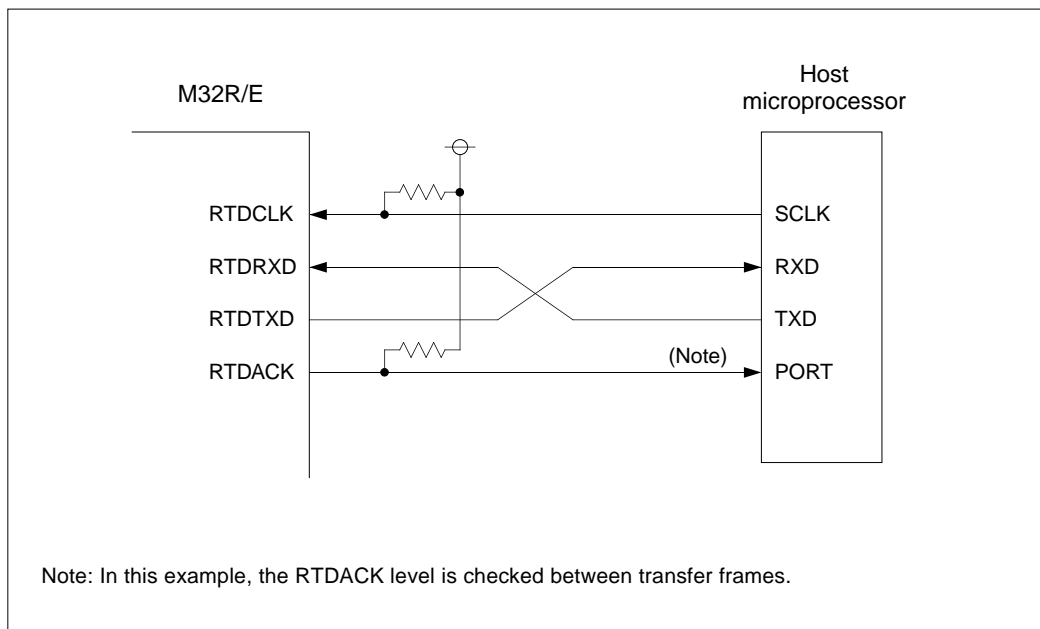 Host
microprocessor
M32R/E
RTDCLK
SCLK
RTDRXD
RXD
RTDTXD
TXD
RTDACK
(Note)
PORT
Note: In this example, the RTDACK level is checked between transfer frames.